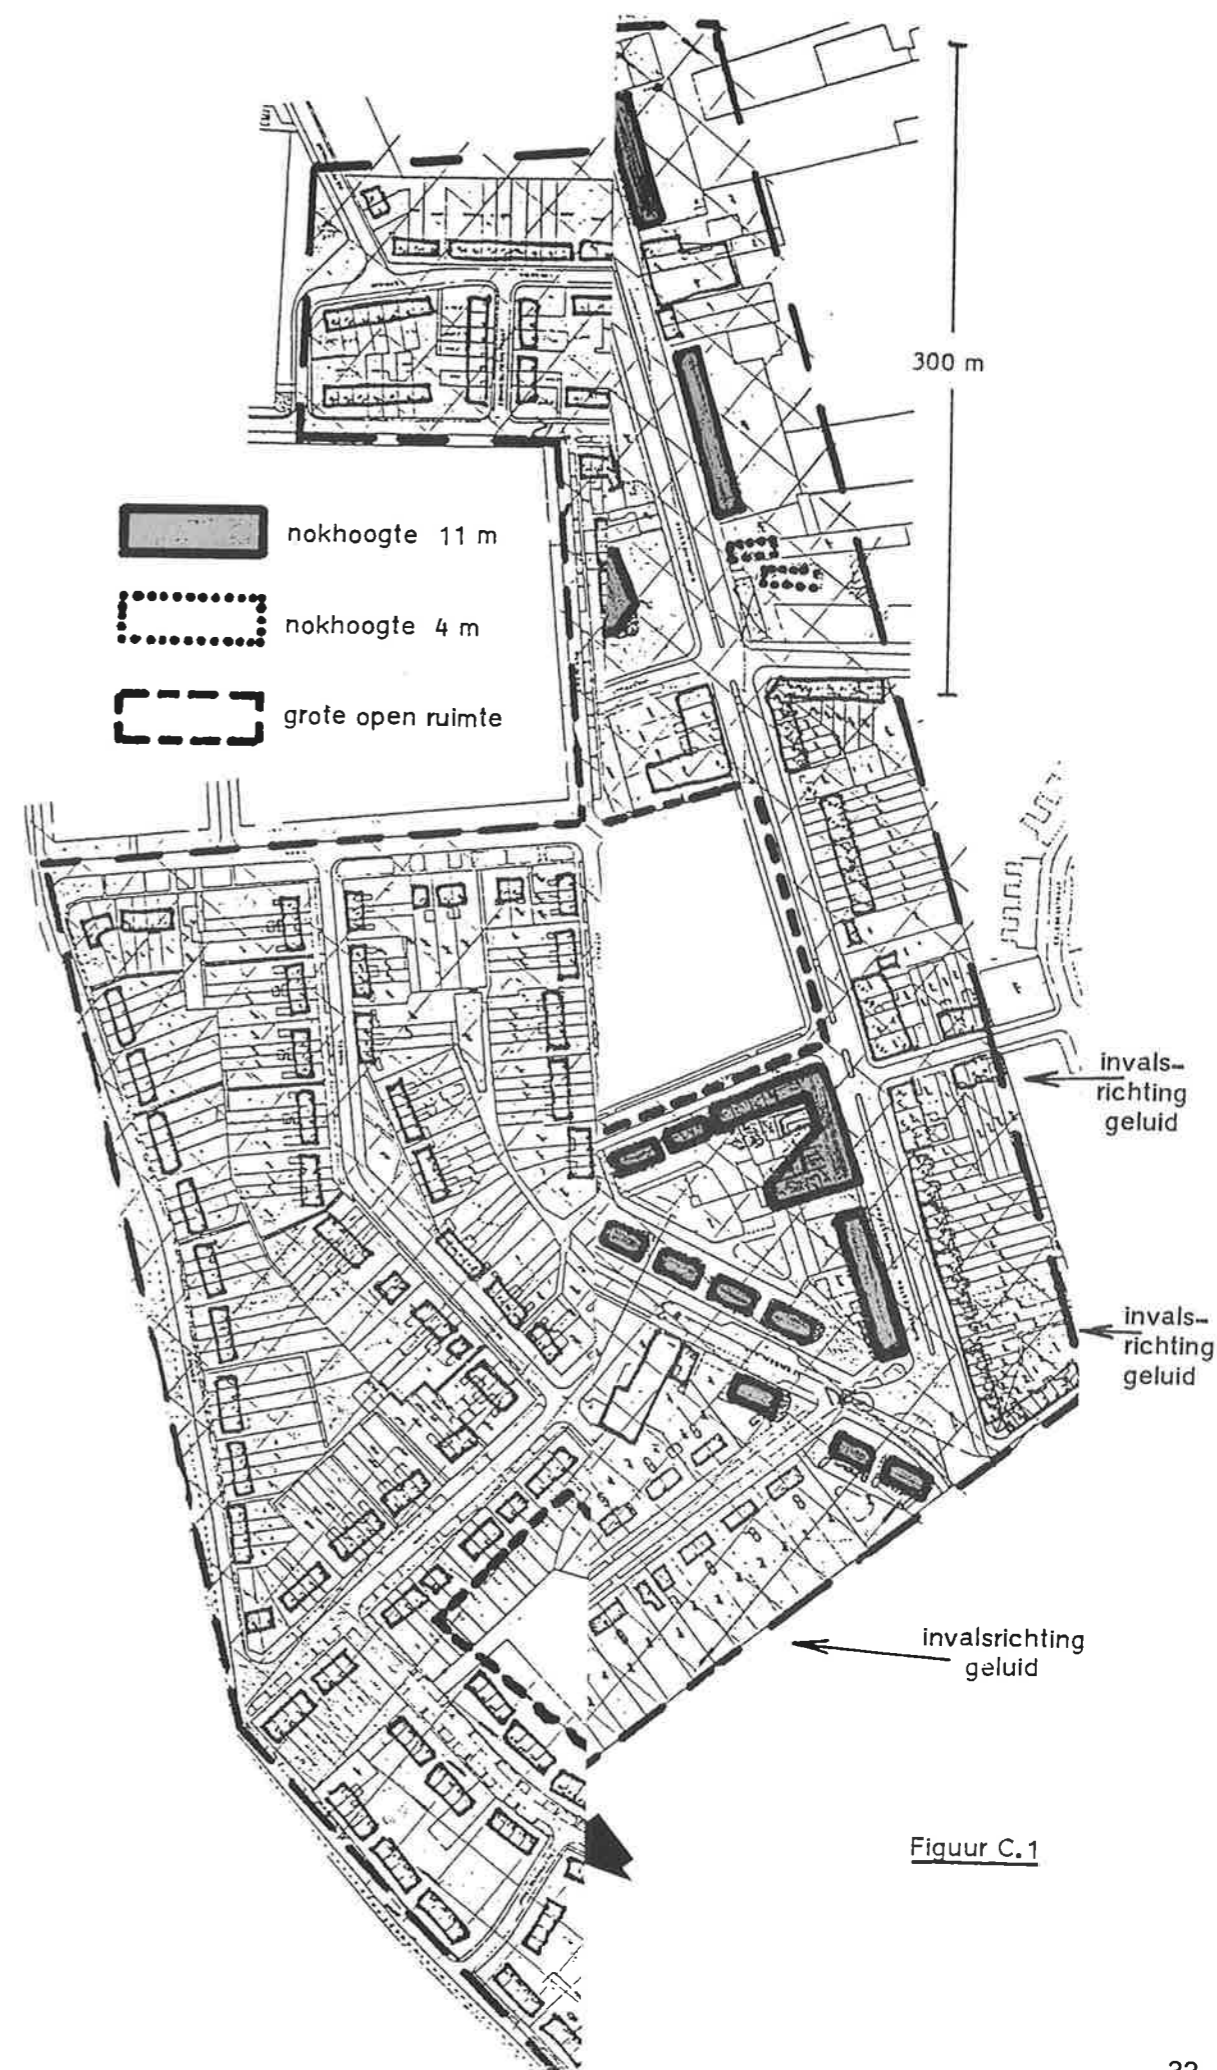 300 m
nokhoogte 11 m
nokhoogte 4 m
grote open ruimte
invals-
richting
geluid
invals-
richting
geluid
invalsrichting
geluid
Figuur C.1